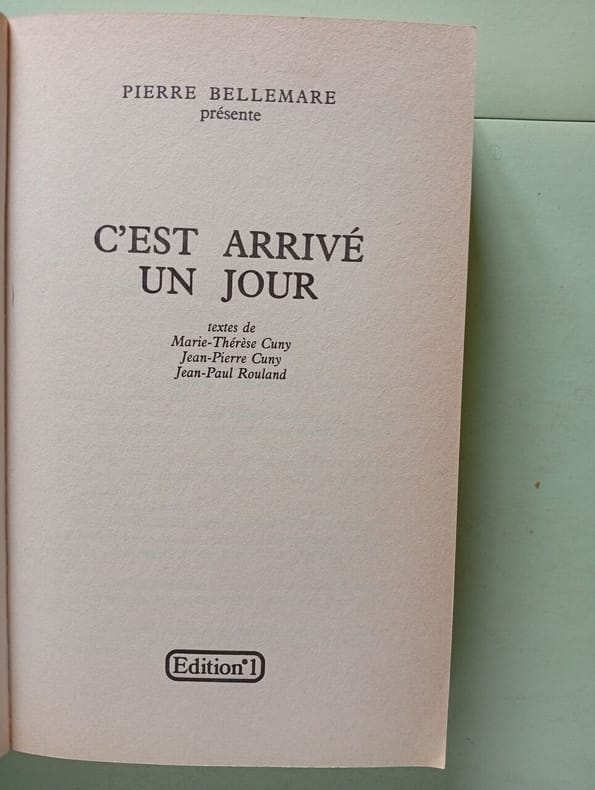 PIERRE BELLEMARE
présente
C'EST ARRIVÉ
UN JOUR
textes de
Marie-Thérèse Cuny
Jean-Pierre Cuny
Jean-Paul Rouland
Edition°1